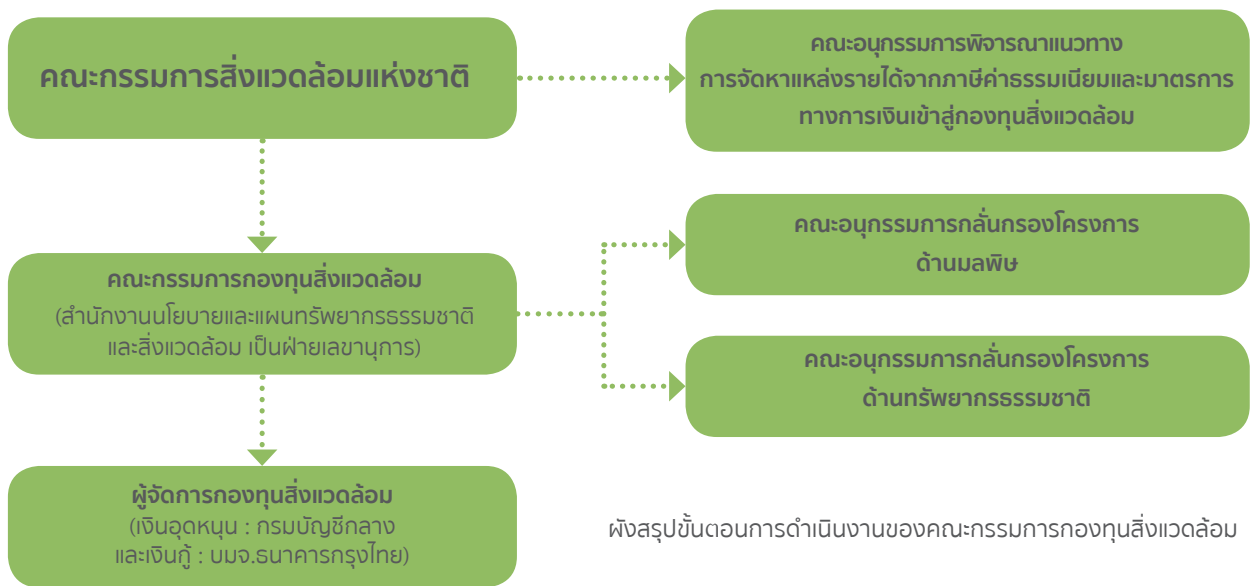 คณะกรรมการสิ่งแวดล้อมแห่งชาติ
คณะอนุกรรมการพิจารณาแนวทาง
การจัดหาแหล่งรายได้จากภาษีค่าธรรมเนียมและมาตรการ
ทางการเงินเข้าสู่กองทุนสิ่งแวดล้อม
คณะกรรมการกองทุนสิ่งแวดล้อม
(สำนักงานนโยบายและแผนทรัพยากรธรรมชาติ
และสิ่งแวดล้อม เป็นฝ่ายเลขานุการ)
คณะอนุกรรมการกลั่นกรองโครงการ
ด้านมลพิษ
คณะอนุกรรมการกลั่นกรองโครงการ
ด้านทรัพยากรธรรมชาติ
ผู้จัดการกองทุนสิ่งแวดล้อม
(เงินอุดหนุน : กรมบัญชีกลาง
และเงินกู้ : บมจ.ธนาคารกรุงไทย)
ผังสรุปขั้นตอนการดำเนินงานของคณะกรรมการกองทุนสิ่งแวดล้อม